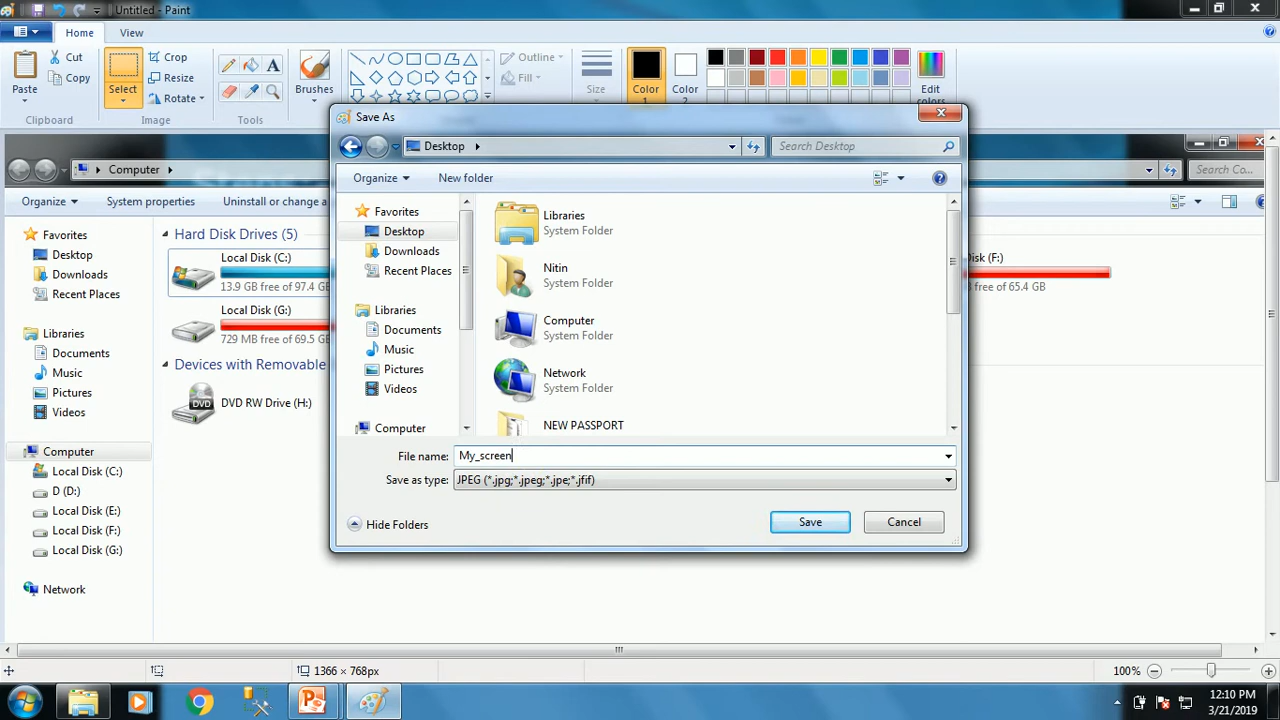 Untitled - Paint
Home
View
Paste
Cut
Copy
Clipboard
Select
Crop
Resize
Rotate
Image
A
Tools
Brushes
Outline
Fill
Size
Color
1
Color
2
Edit
colors
Save As
Desktop
Search Desktop
Organize
New folder
Favorites
Desktop
Downloads
Recent Places
Libraries
Documents
Music
Pictures
Videos
Computer
Libraries
System Folder
Nitin
System Folder
Computer
System Folder
Network
System Folder
NEW PASSPORT
File name: My_screen
Save as type: JPEG (*.jpg;*.jpeg;*.jpe;*.jfif)
Hide Folders
Save
Cancel
Computer
Search Co...
Organize
System properties
Uninstall or change a
Favorites
Desktop
Downloads
Recent Places
Libraries
Documents
Music
Pictures
Videos
Computer
Local Disk (C:)
D (D:)
Local Disk (E:)
Local Disk (F:)
Local Disk (G:)
Network
Hard Disk Drives (5)
Local Disk (C:)
13.9 GB free of 97.4
(F:)
free of 65.4 GB
Local Disk (G:)
729 MB free of 69.5
Devices with Removable
DVD RW Drive (H:)
DVD
1366 × 768px
100%
12:10 PM
3/21/2019